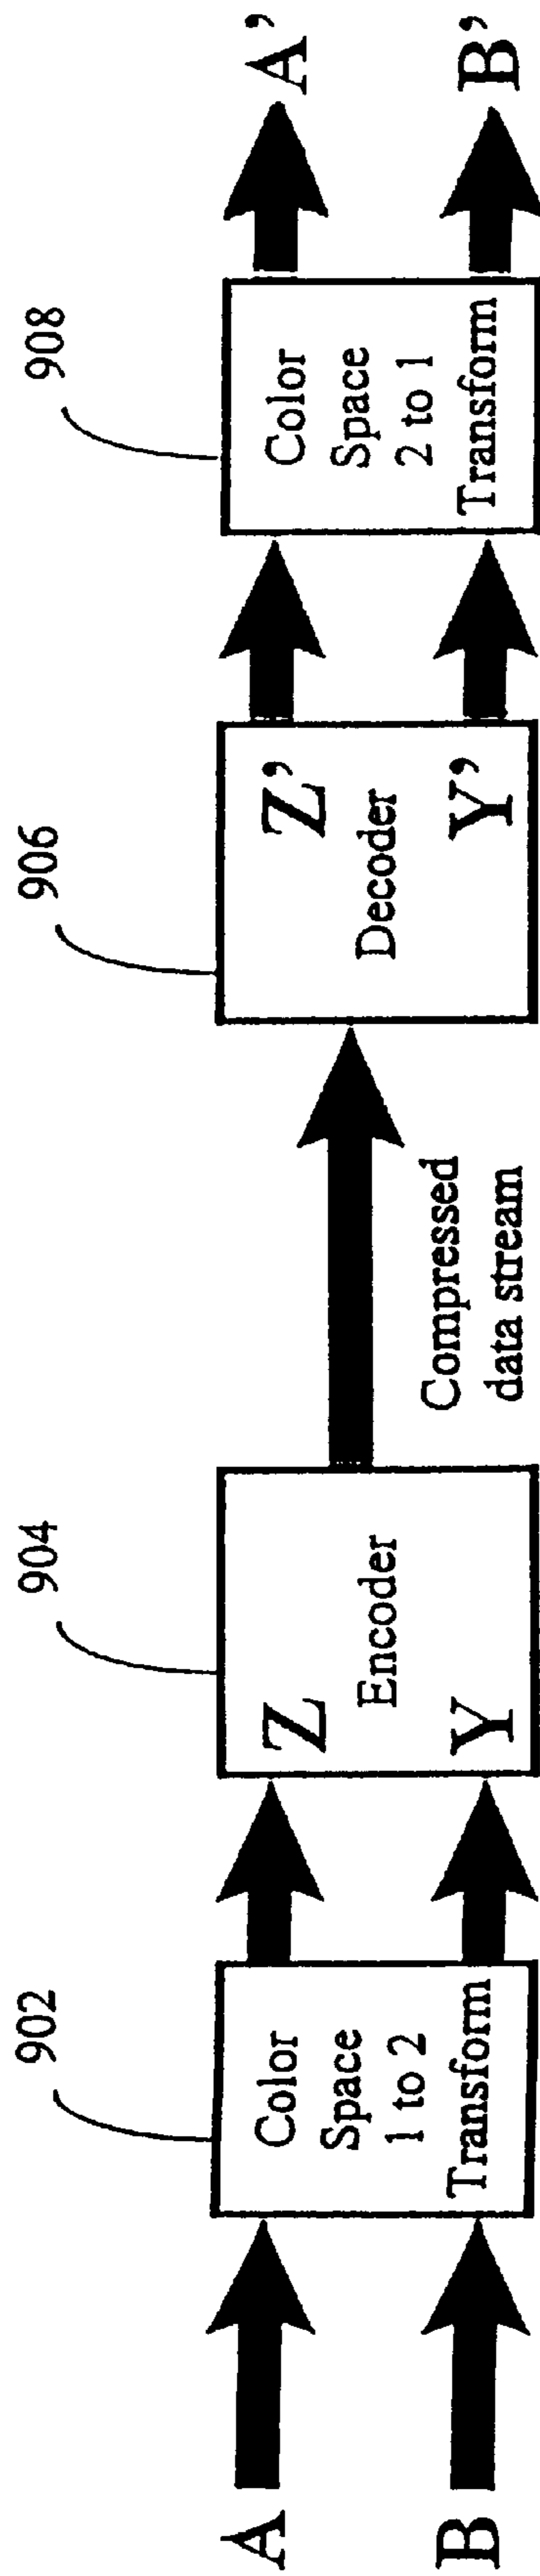 A
B
902
Color
Space
1 to 2
Transform
904
Z
Encoder
Y
Compressed
data stream
906
Z'
Decoder
Y'
908
Color
Space
2 to 1
Transform
A'
B'